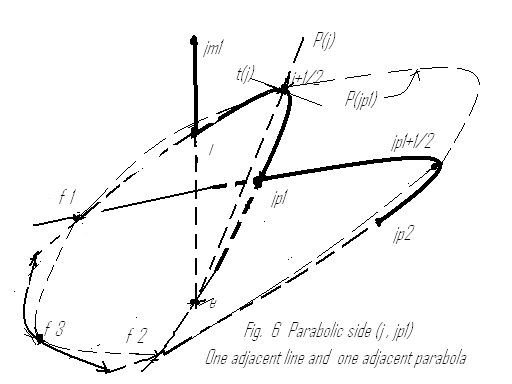 jm1
P(j)
t(j)
j+1/2
P(jp1)
jp1+1/2
j
f 1
jp1
jp2
e
f 3
f 2
Fig. 6 Parabolic side (j , jp1)
One adjacent line and one adjacent parabola